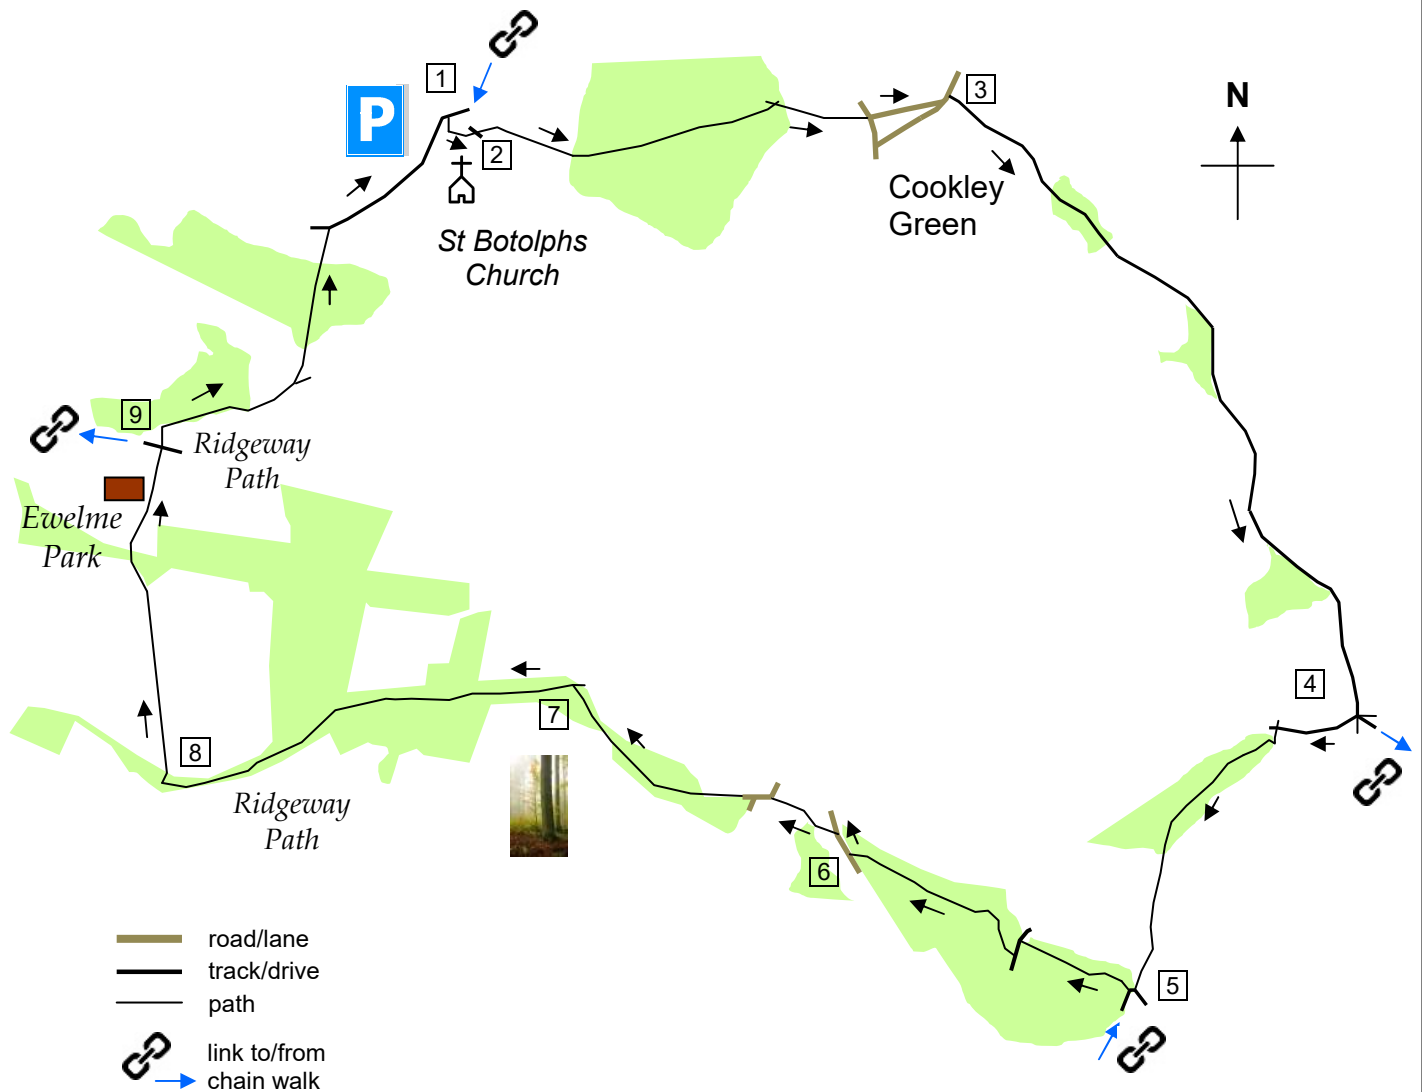 1
P
2
3
N
Cookley
Green
St Botolphs
Church
9
Ridgeway
Path
Ewelme
Park
4
7
8
Ridgeway
Path
6
5
road/lane
track/drive
path
link to/from
chain walk